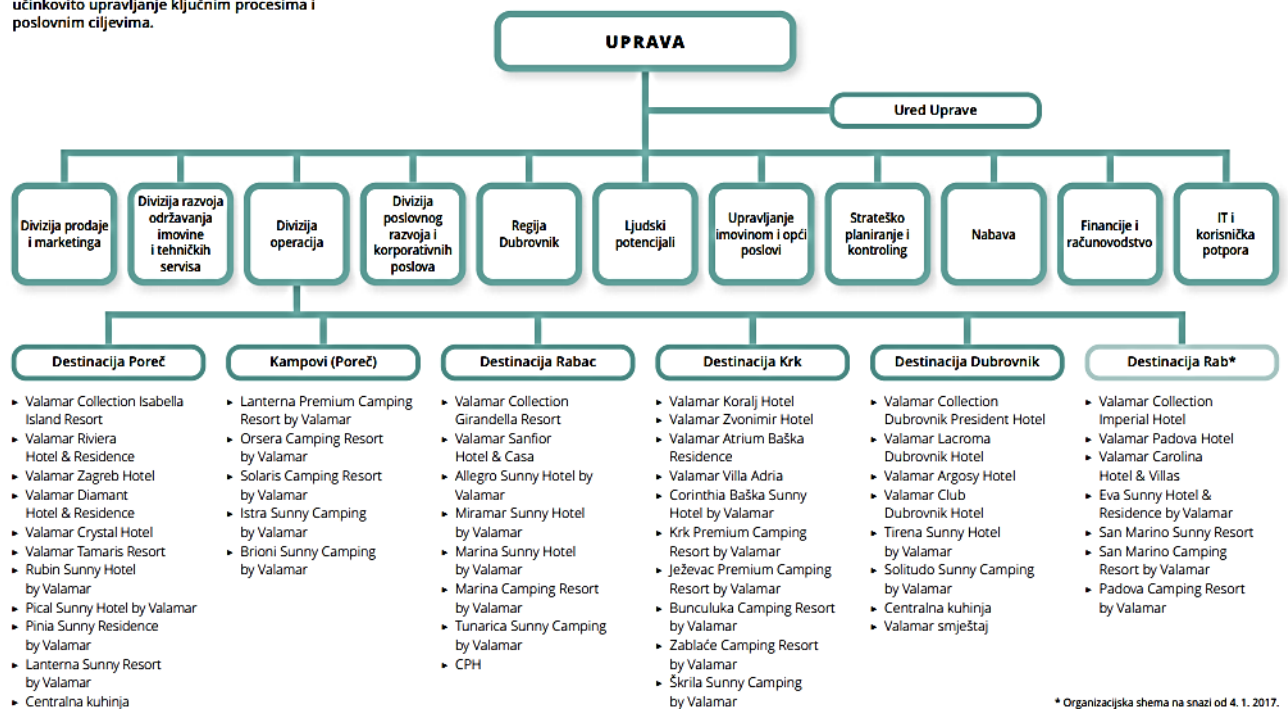 učinkovito upravljanje ključnim procesima i
poslovnim ciljevima.
UPRAVA
Ured Uprave
Divizija prodaje
i marketinga
Divizija razvoja
održavanja
imovine
i tehničkih
servisa
Divizija
operacija
Divizija
poslovnog
razvoja i
korporativnih
poslova
Regija
Dubrovnik
Ljudski
potencijali
Upravljanje
imovinom i opći
poslovi
Strateško
planiranje i
kontroling
Nabava
Financije i
računovodstvo
IT i
korisnička
potpora
Destinacija Poreč
▸ Valamar Collection Isabella
Island Resort
▸ Valamar Riviera
Hotel & Residence
▸ Valamar Zagreb Hotel
▸ Valamar Diamant
Hotel & Residence
▸ Valamar Crystal Hotel
▸ Valamar Tamaris Resort
▸ Rubin Sunny Hotel
by Valamar
▸ Pical Sunny Hotel by Valamar
▸ Pinia Sunny Residence
by Valamar
▸ Lanterna Sunny Resort
by Valamar
▸ Centralna kuhinja
Kampovi (Poreč)
▸ Lanterna Premium Camping
Resort by Valamar
▸ Orsera Camping Resort
by Valamar
▸ Solaris Camping Resort
by Valamar
▸ Istra Sunny Camping
by Valamar
▸ Brioni Sunny Camping
by Valamar
Destinacija Rabac
▸ Valamar Collection
Girandella Resort
▸ Valamar Sanfior
Hotel & Casa
▸ Allegro Sunny Hotel by
Valamar
▸ Miramar Sunny Hotel
by Valamar
▸ Marina Sunny Hotel
by Valamar
▸ Marina Camping Resort
by Valamar
▸ Tunarica Sunny Camping
by Valamar
▸ CPH
Destinacija Krk
▸ Valamar Koralj Hotel
▸ Valamar Zvonimir Hotel
▸ Valamar Atrium Baška
Residence
▸ Valamar Villa Adria
▸ Corinthia Baška Sunny
Hotel by Valamar
▸ Krk Premium Camping
Resort by Valamar
▸ Ježevac Premium Camping
Resort by Valamar
▸ Bunculuka Camping Resort
by Valamar
▸ Zablaće Camping Resort
by Valamar
▸ Škrila Sunny Camping
by Valamar
Destinacija Dubrovnik
▸ Valamar Collection
Dubrovnik President Hotel
▸ Valamar Lacroma
Dubrovnik Hotel
▸ Valamar Argosy Hotel
▸ Valamar Club
Dubrovnik Hotel
▸ Tirena Sunny Hotel
by Valamar
▸ Solitudo Sunny Camping
by Valamar
▸ Centralna kuhinja
▸ Valamar smještaj
Destinacija Rab*
▸ Valamar Collection
Imperial Hotel
▸ Valamar Padova Hotel
▸ Valamar Carolina
Hotel & Villas
▸ Eva Sunny Hotel &
Residence by Valamar
▸ San Marino Sunny Resort
▸ San Marino Camping
Resort by Valamar
▸ Padova Camping Resort
by Valamar
* Organizacijska shema na snazi od 4. 1. 2017.